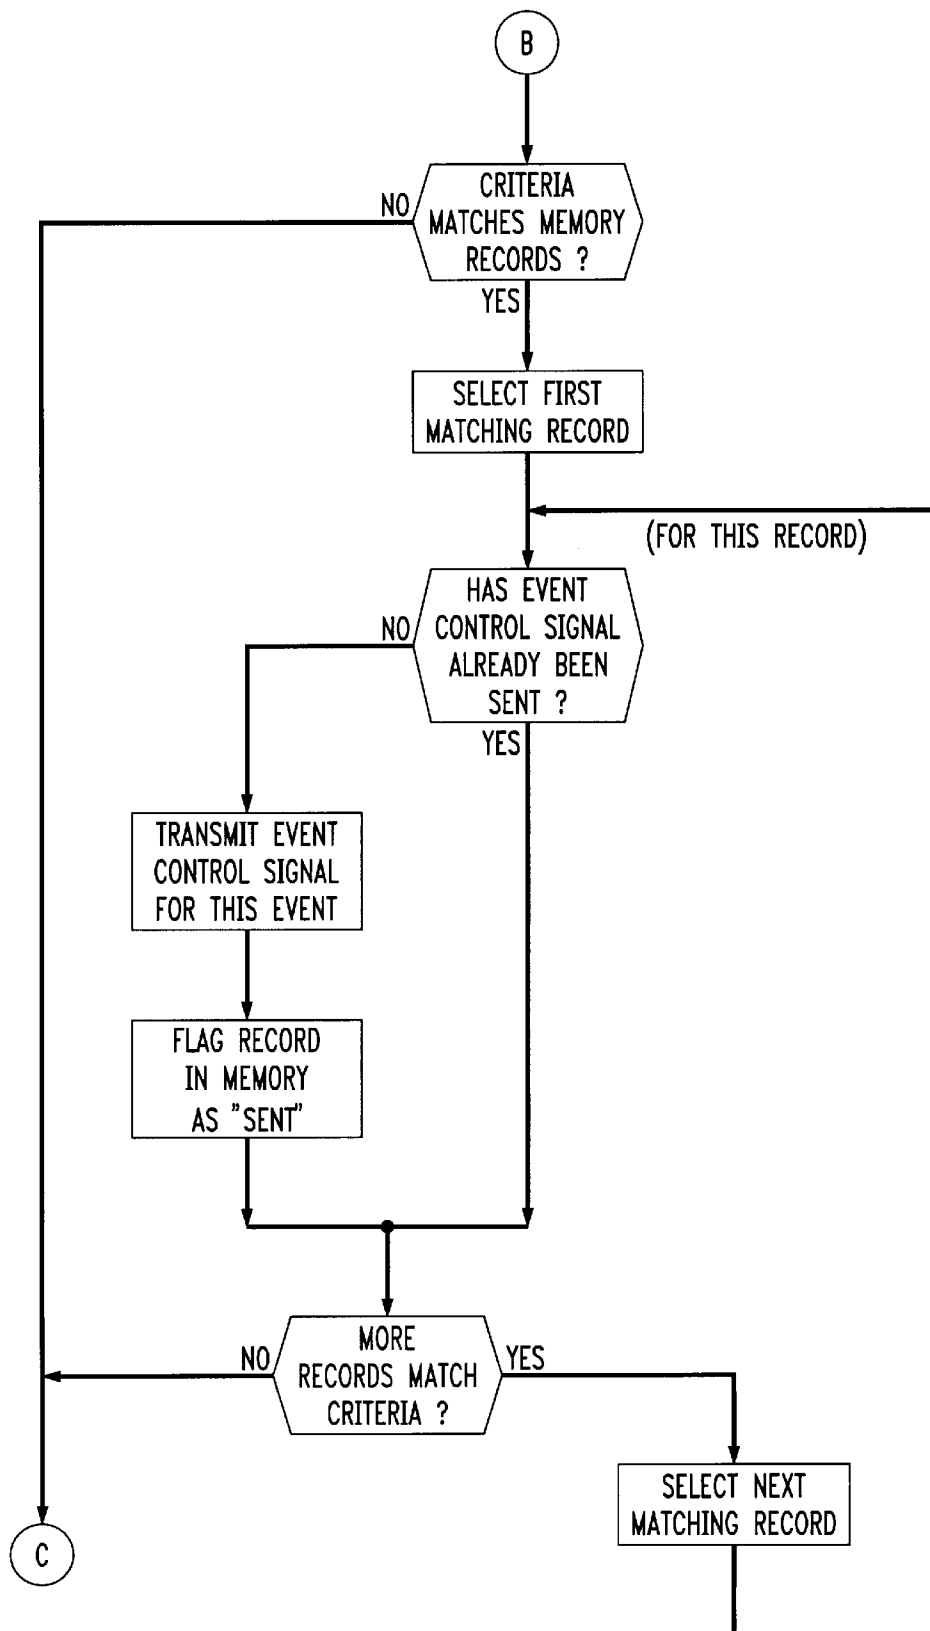 B
CRITERIA
MATCHES MEMORY
RECORDS ?
NO
YES
SELECT FIRST
MATCHING RECORD
(FOR THIS RECORD)
HAS EVENT
CONTROL SIGNAL
ALREADY BEEN
SENT ?
NO
YES
TRANSMIT EVENT
CONTROL SIGNAL
FOR THIS EVENT
FLAG RECORD
IN MEMORY
AS "SENT"
MORE
RECORDS MATCH
CRITERIA ?
NO
YES
SELECT NEXT
MATCHING RECORD
C